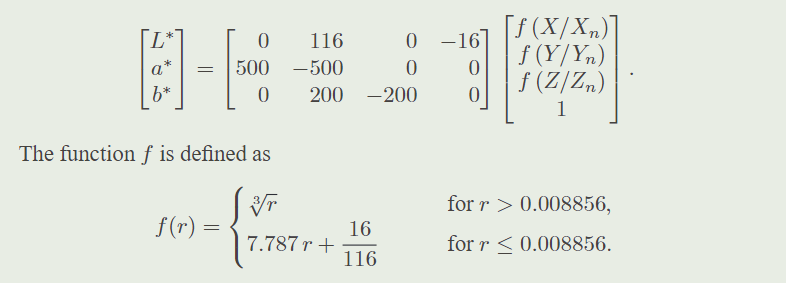 [L*] = [0 116 0 −16] [f (X/Xₙ)]
[a*] = [500 −500 0 0] [f (Y/Yₙ)]
[b*] = [0 200 −200 0] [f (Z/Zₙ)]
[1] .
The function f is defined as
f(r) = { ∛r for r > 0.008856,
7.787 r + 16/116 for r ≤ 0.008856.